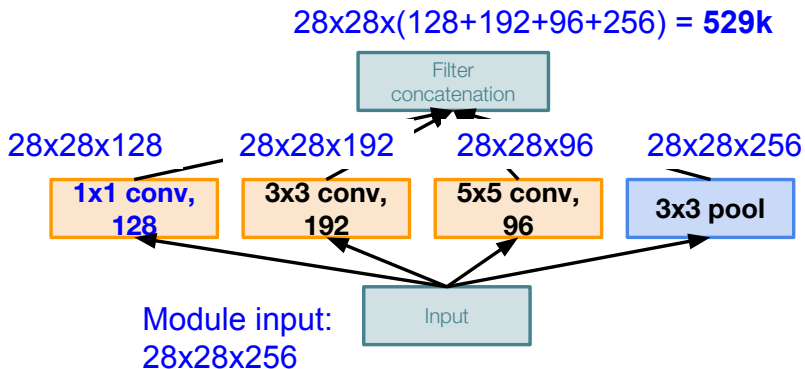 28x28x(128+192+96+256) = 529k
Filter
concatenation
28x28x128
28x28x192
28x28x96
28x28x256
1x1 conv,
128
3x3 conv,
192
5x5 conv,
96
3x3 pool
Module input:
28x28x256
Input